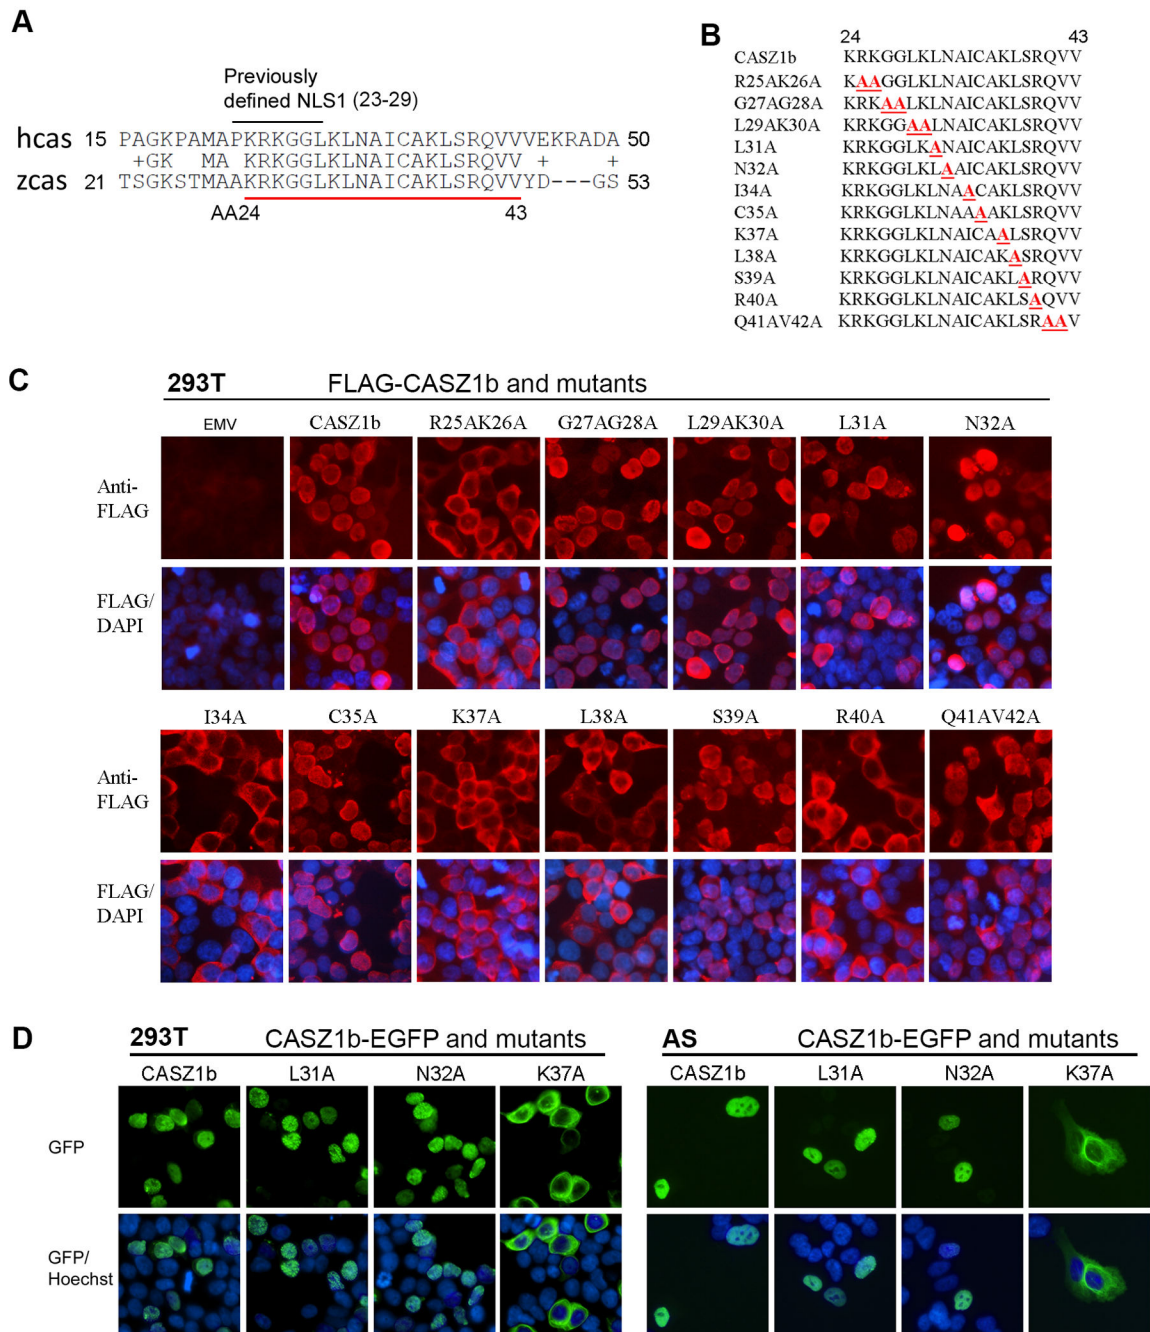 A
Previously
defined NLS1 (23-29)
hcas 15 PAGKPAMAPKRKGGLKLNAICAKLSRQVVVEKRADA 50
+GK MA KRKGGLKLNAICAKLSRQVV + +
zcas 21 TSGKSTMAAKRKGGLKLNAICAKLSRQVVYD---GS 53
AA24 43
B
24 43
CASZ1b KRKGGLKLNAICAKLSRQVV
R25AK26A KAAGGLKLNAICAKLSRQVV
G27AG28A KRKAALKLNAICAKLSRQVV
L29AK30A KRKGGAALNAICAKLSRQVV
L31A KRKGGLKANAICAKLSRQVV
N32A KRKGGLKLAAICAKLSRQVV
I34A KRKGGLKLNAACAKLSRQVV
C35A KRKGGLKLNAAAAKLSRQVV
K37A KRKGGLKLNAICAALSRQVV
L38A KRKGGLKLNAICAKASRQVV
S39A KRKGGLKLNAICAKLARQVV
R40A KRKGGLKLNAICAKLSAQVV
Q41AV42A KRKGGLKLNAICAKLSRAAV
C
293T FLAG-CASZ1b and mutants
EMV CASZ1b R25AK26A G27AG28A L29AK30A L31A N32A
Anti-
FLAG
FLAG/
DAPI
I34A C35A K37A L38A S39A R40A Q41AV42A
Anti-
FLAG
FLAG/
DAPI
D
293T CASZ1b-EGFP and mutants
AS CASZ1b-EGFP and mutants
CASZ1b L31A N32A K37A
CASZ1b L31A N32A K37A
GFP
GFP/
Hoechst